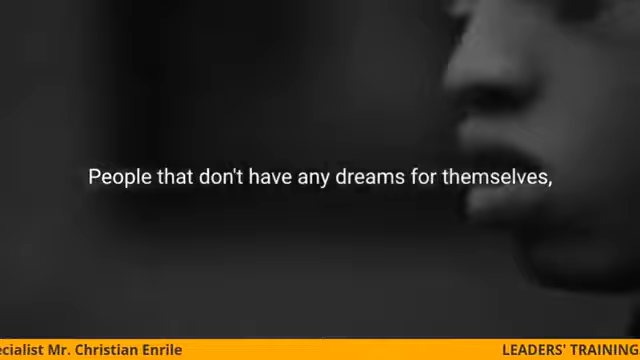 People that don't have any dreams for themselves,
ecialist Mr. Christian Enrile LEADERS' TRAINING